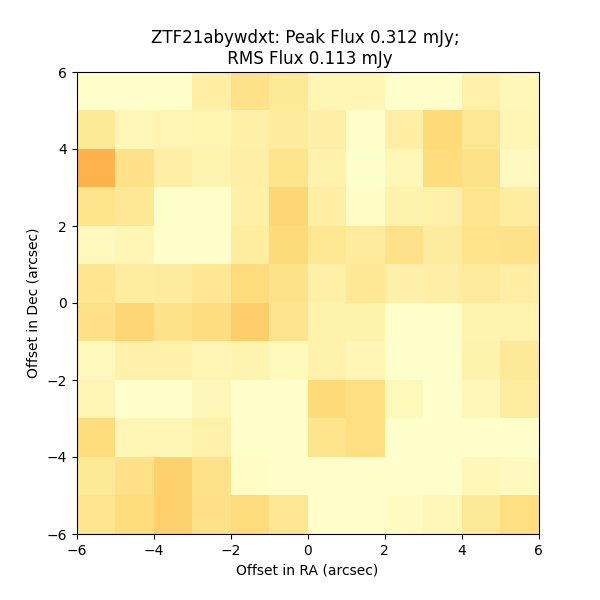 ZTF21abywdxt: Peak Flux 0.312 mJy;
RMS Flux 0.113 mJy
6
4
2
0
−2
−4
−6
Offset in Dec (arcsec)
−6 −4 −2 0 2 4 6
Offset in RA (arcsec)